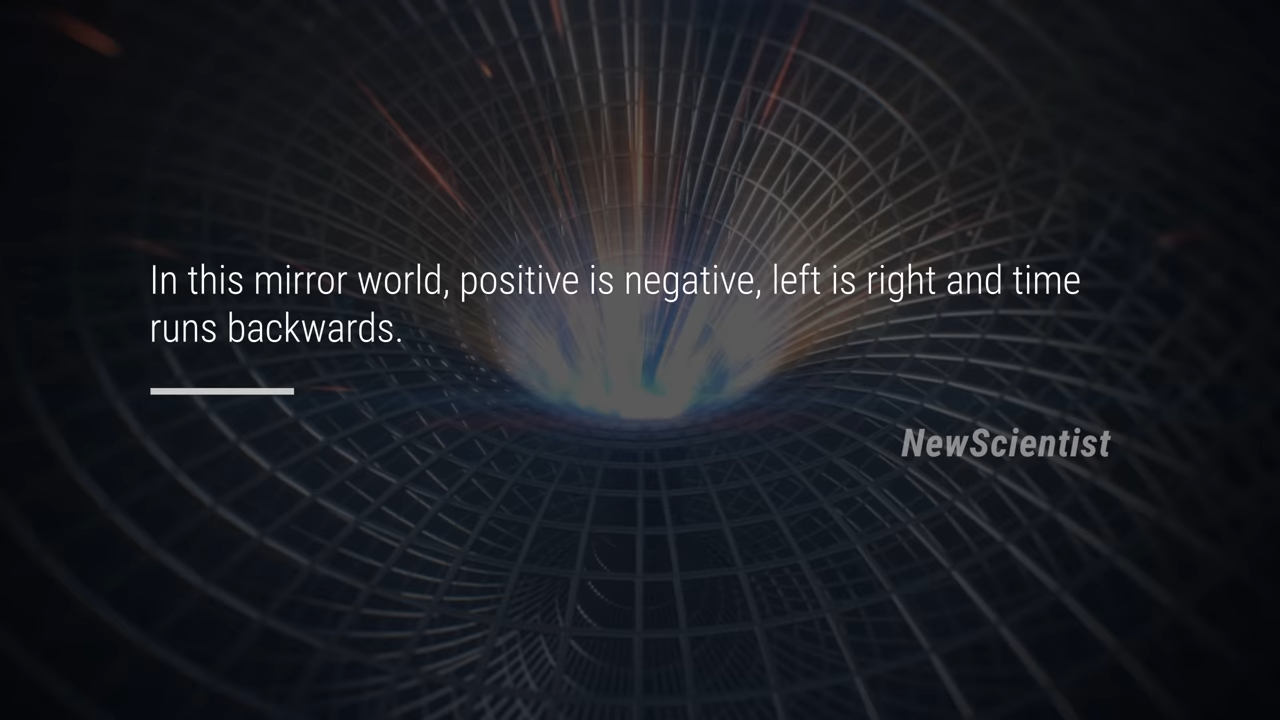 In this mirror world, positive is negative, left is right and time
runs backwards.
NewScientist